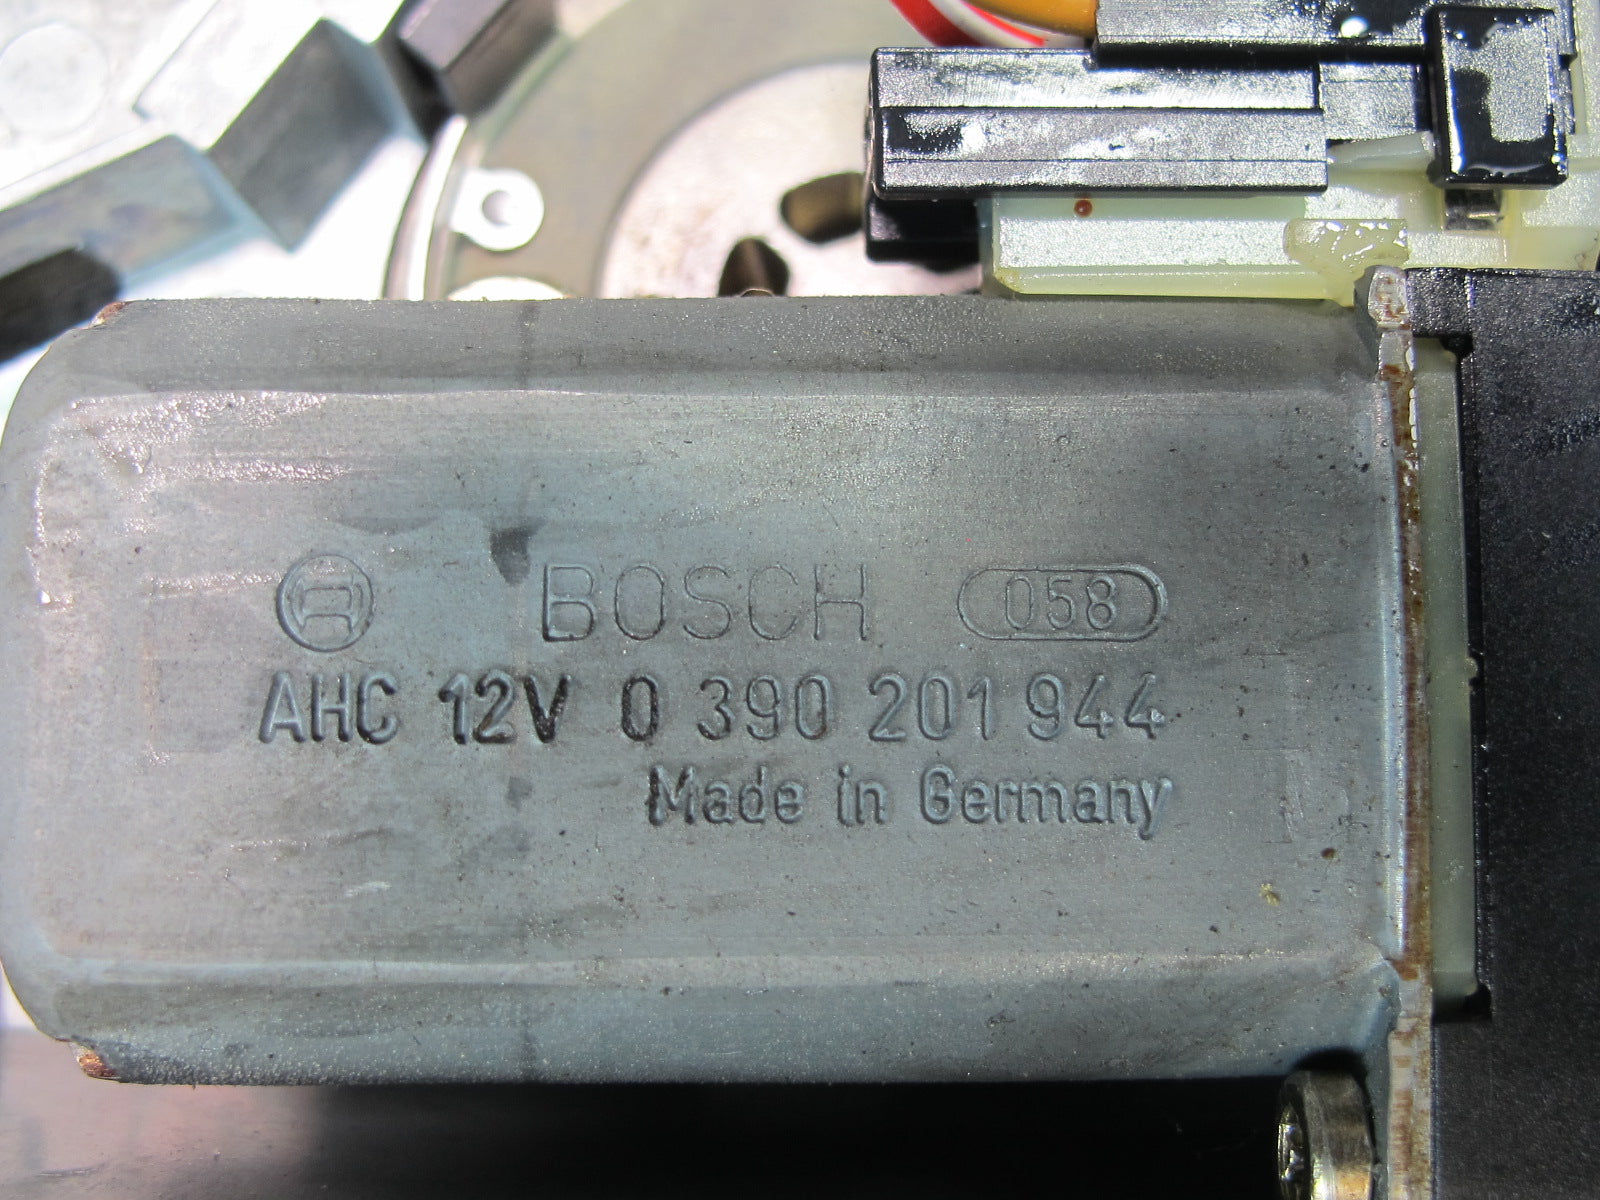 BOSCH 058
AHC 12V 0 390 201 944
Made in Germany